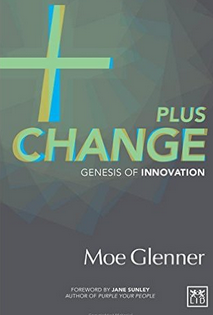 PLUS
CHANGE
GENESIS OF INNOVATION
Moe Glenner
FOREWORD BY JANE SUNLEY
AUTHOR OF PURPLE YOUR PEOPLE
LID